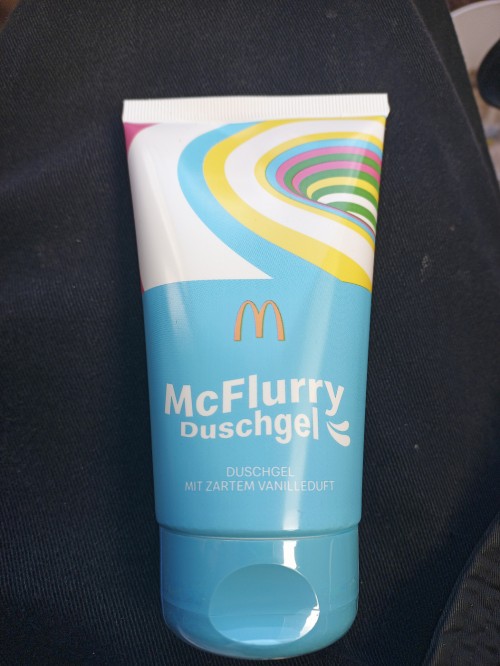 McFlurry
Duschgel
DUSCHGEL
MIT ZARTEM VANILLEDUFT